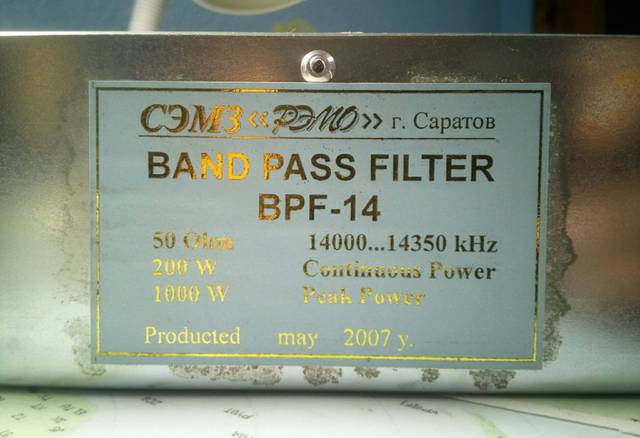 СЭМЗ «РЭМО» г. Саратов
BAND PASS FILTER
BPF-14
50 Ohm 14000...14350 kHz
200 W Continuous Power
1000 W Peak Power
Producted may 2007 y.